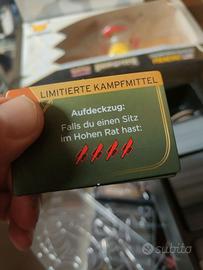 LIMITIERTE KAMPFMITTEL
Aufdeckzug:
Falls du einen Sitz
im Hohen Rat hast:
subito